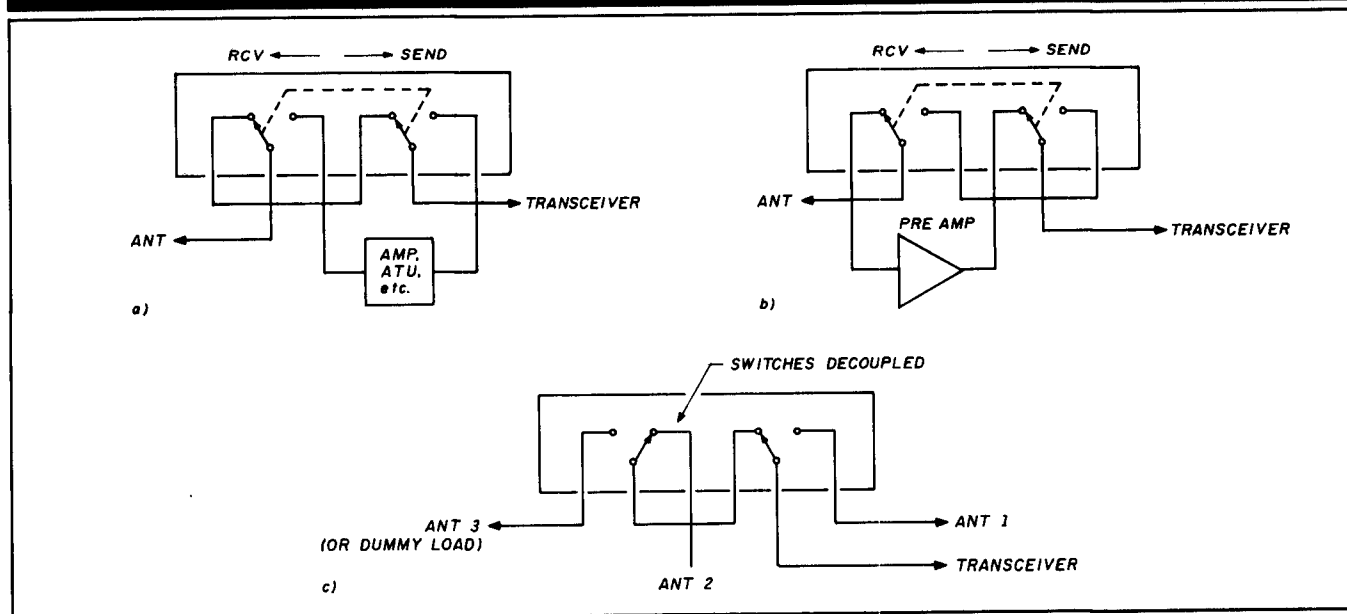 RCV SEND
ANT
TRANSCEIVER
AMP,
ATU,
etc.
a)
RCV SEND
ANT
PRE AMP
TRANSCEIVER
b)
SWITCHES DECOUPLED
ANT 3
(OR DUMMY LOAD)
ANT 2
ANT 1
TRANSCEIVER
c)